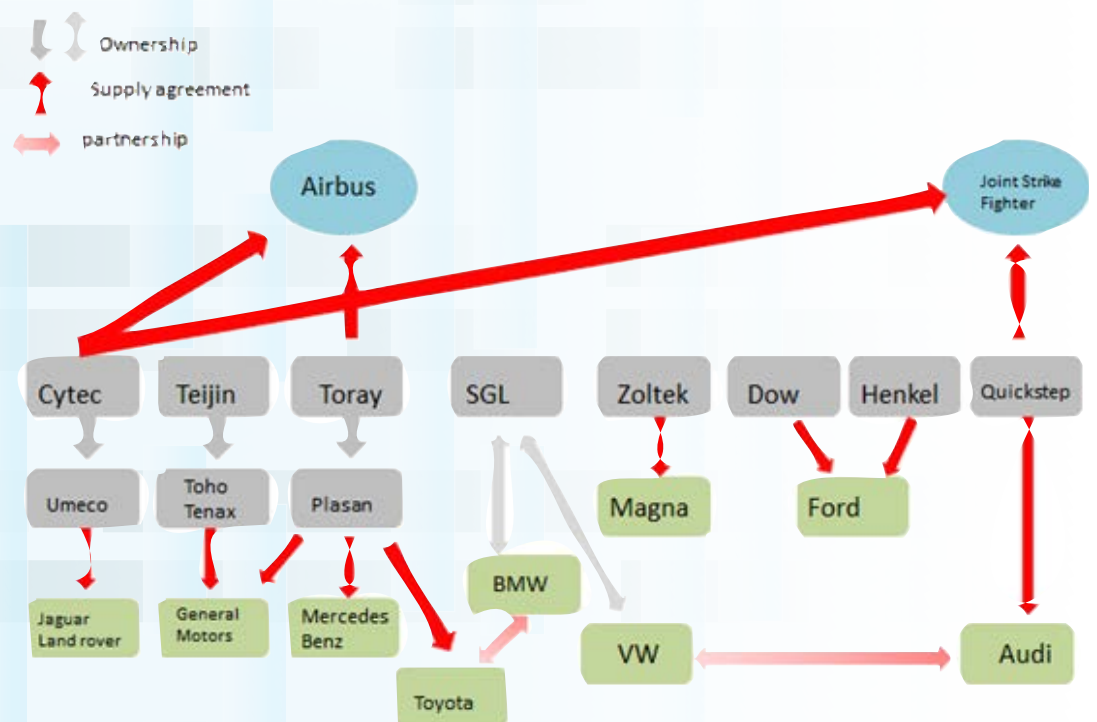 Ownership
Supply agreement
partnership
Airbus
Joint Strike
Fighter
Cytec
Teijin
Toray
SGL
Zoltek
Dow
Henkel
Quickstep
Umeco
Toho
Tenax
Plasan
Magna
Ford
BMW
Jaguar
Land rover
General
Motors
Mercedes
Benz
VW
Audi
Toyota